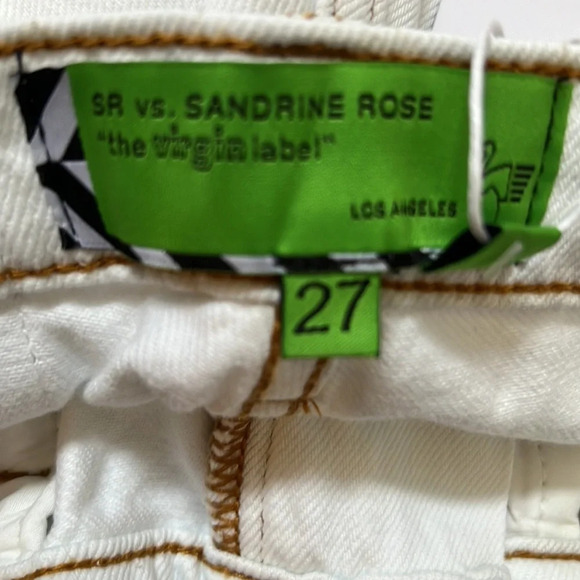 SR vs. SANDRINE ROSE
"the virgin label"
LOS ANGELES
27